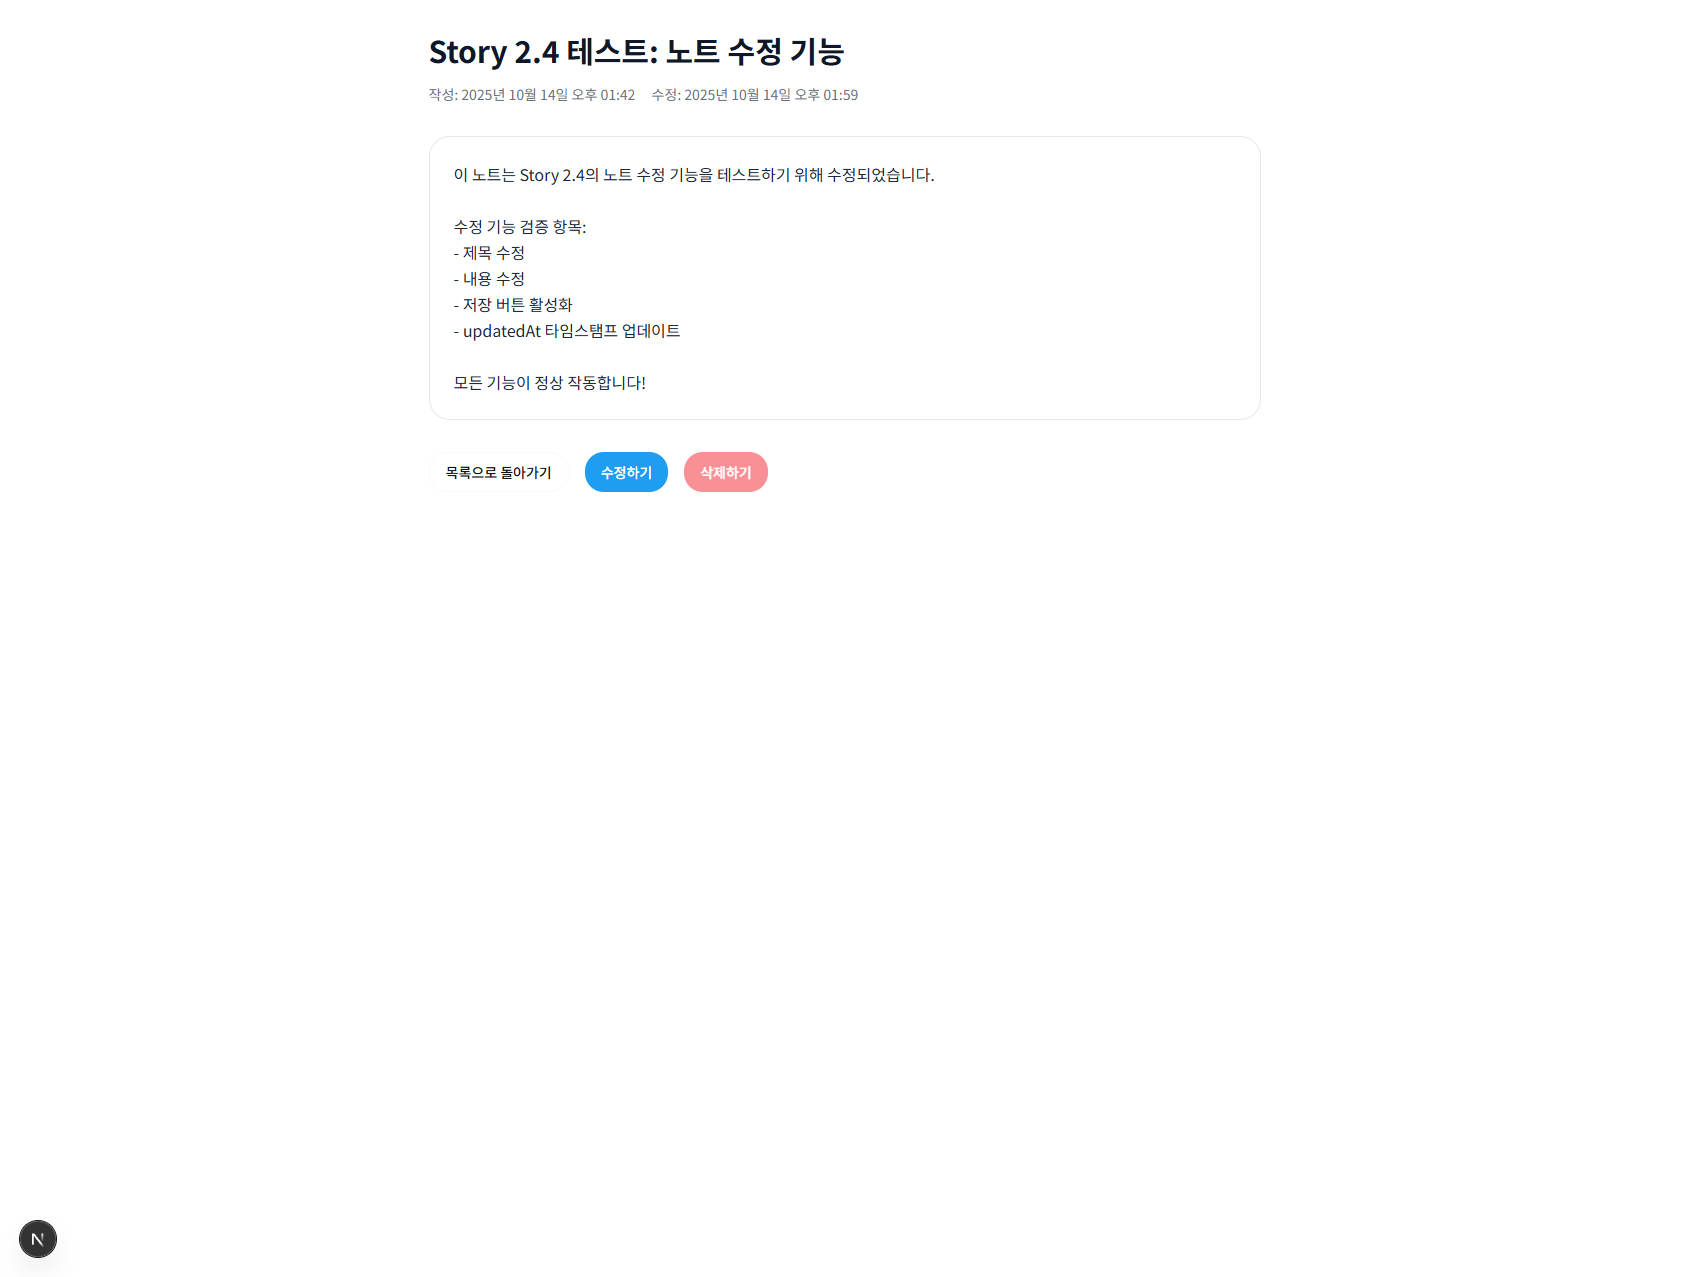 Story 2.4 테스트: 노트 수정 기능
작성: 2025년 10월 14일 오후 01:42 수정: 2025년 10월 14일 오후 01:59
이 노트는 Story 2.4의 노트 수정 기능을 테스트하기 위해 수정되었습니다.
수정 기능 검증 항목:
- 제목 수정
- 내용 수정
- 저장 버튼 활성화
- updatedAt 타임스탬프 업데이트
모든 기능이 정상 작동합니다!
목록으로 돌아가기 수정하기 삭제하기
N